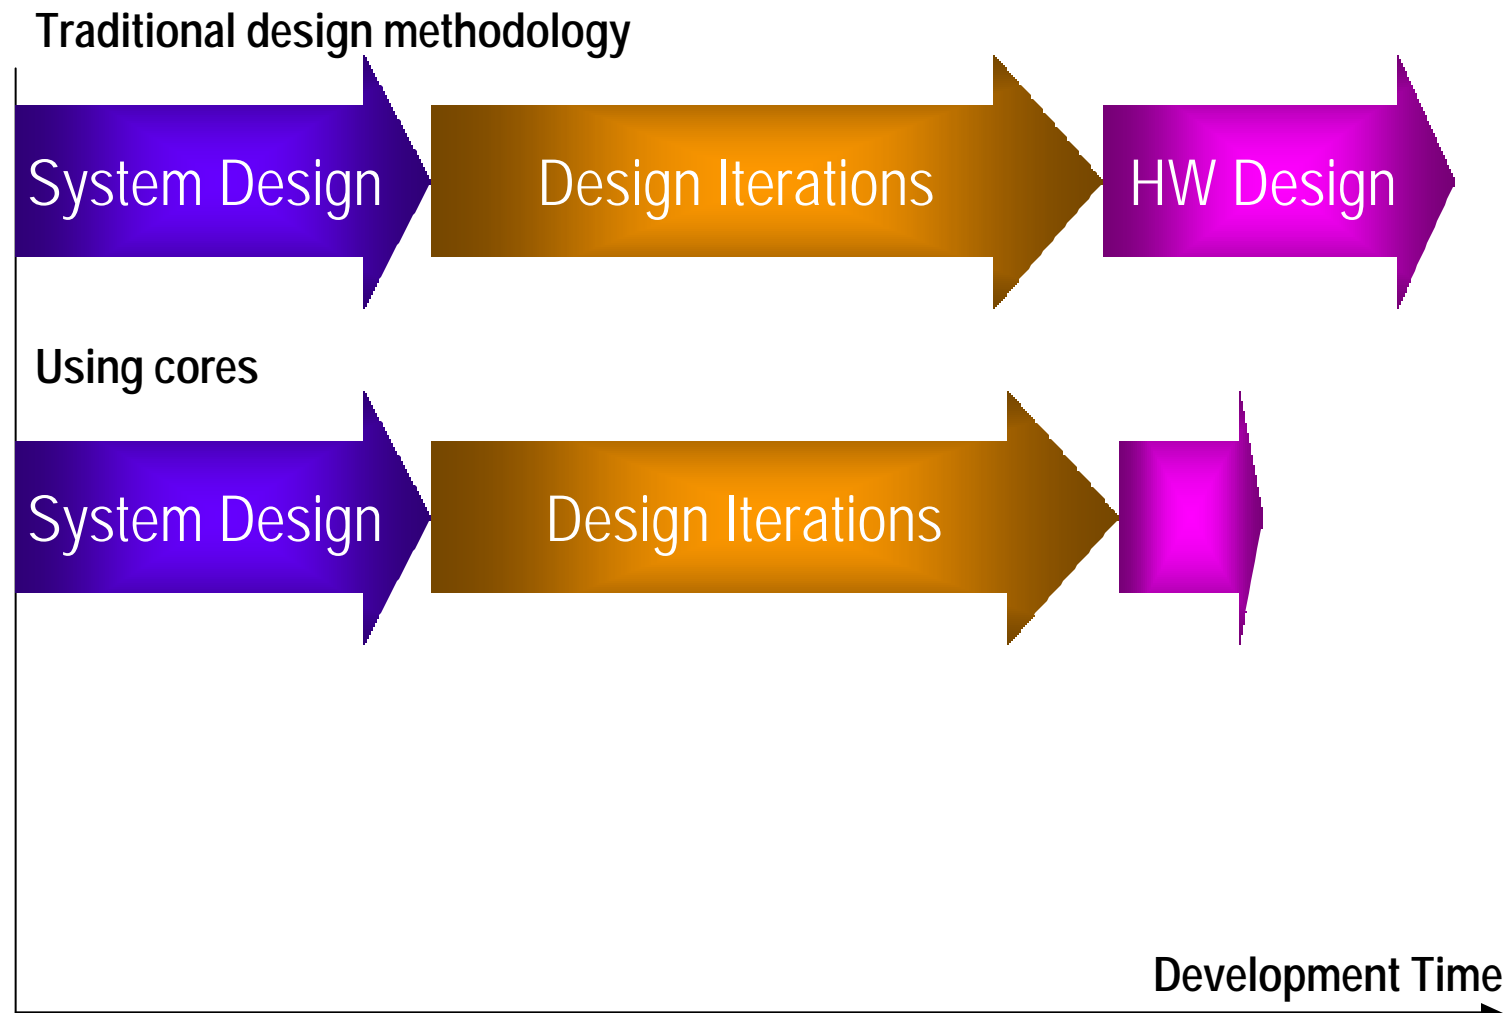 Traditional design methodology
System Design
Design Iterations
HW Design
Using cores
System Design
Design Iterations
Development Time